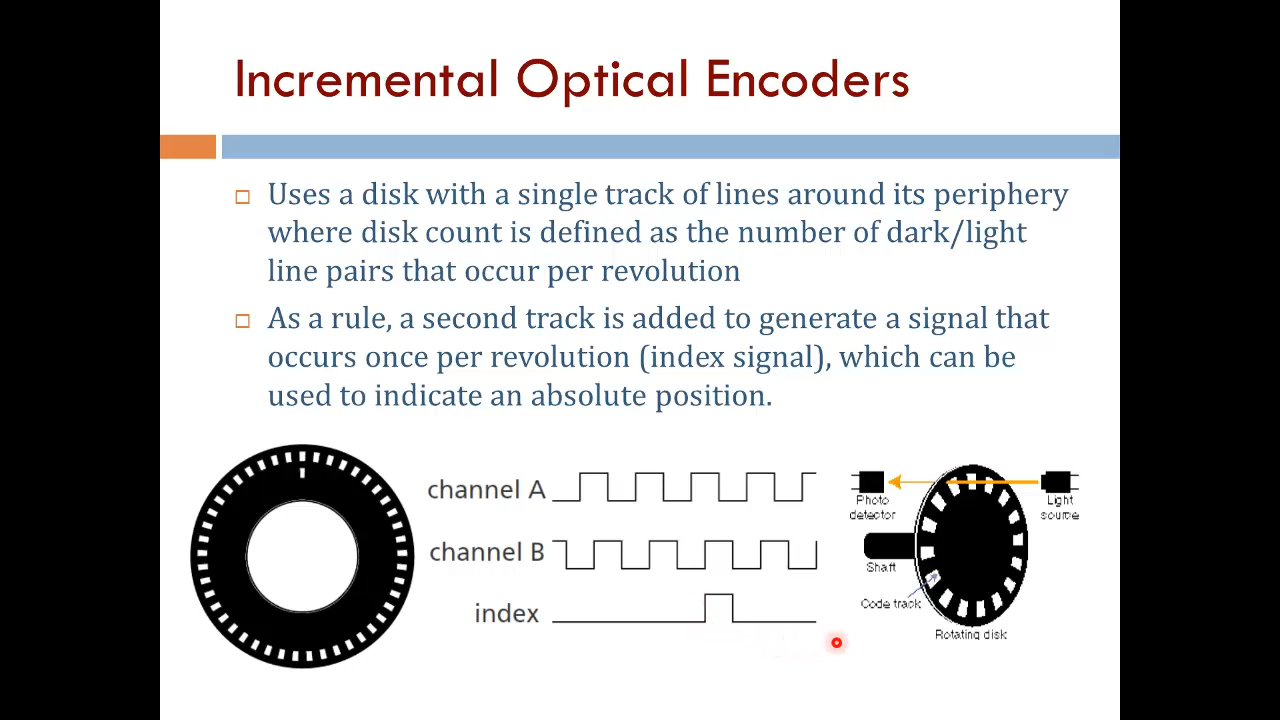 Incremental Optical Encoders
Uses a disk with a single track of lines around its periphery
where disk count is defined as the number of dark/light
line pairs that occur per revolution
As a rule, a second track is added to generate a signal that
occurs once per revolution (index signal), which can be
used to indicate an absolute position.
channel A
channel B
index
Photo
detector
Light
source
Shaft
Code track
Rotating disk